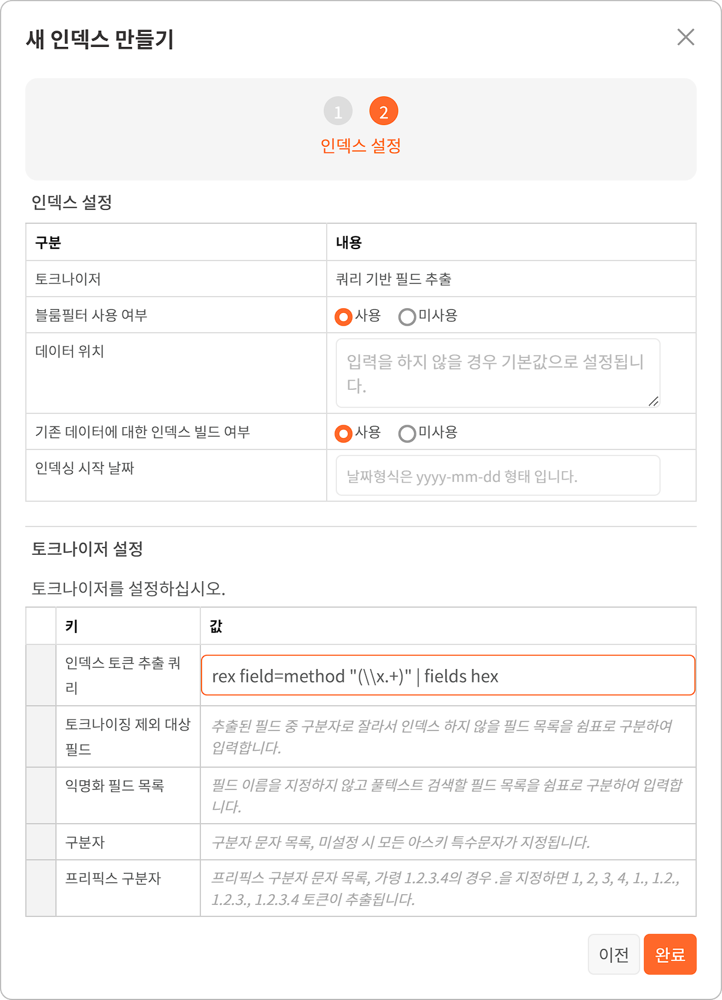 새 인덱스 만들기
1 2
인덱스 설정
인덱스 설정
구분 내용
토크나이저 쿼리 기반 필드 추출
블룸필터 사용 여부 사용 미사용
데이터 위치 입력을 하지 않을 경우 기본값으로 설정됩니
다.
기존 데이터에 대한 인덱스 빌드 여부 사용 미사용
인덱싱 시작 날짜 날짜형식은 yyyy-mm-dd 형태 입니다.
토크나이저 설정
토크나이저를 설정하십시오.
키 값
인덱스 토큰 추출 쿼
리
rex field=method "(\\x.+)" | fields hex
토크나이징 제외 대상
필드
추출된 필드 중 구분자로 잘라서 인덱스 하지 않을 필드 목록을 쉼표로 구분하여
입력합니다.
익명화 필드 목록
필드 이름을 지정하지 않고 풀텍스트 검색할 필드 목록을 쉼표로 구분하여 입력합
니다.
구분자 구분자 문자 목록, 미설정 시 모든 아스키 특수문자가 지정됩니다.
프리픽스 구분자
프리픽스 구분자 문자 목록, 가령 1.2.3.4의 경우 .을 지정하면 1, 2, 3, 4, 1., 1.2.,
1.2.3., 1.2.3.4 토큰이 추출됩니다.
이전 완료